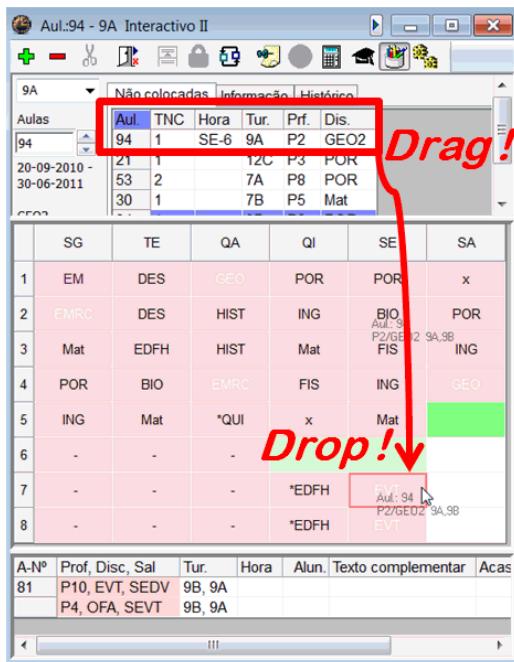 Aul.:94 - 9A Interactivo II
9A
Não colocadas Informação Histórico
Aulas
94
20-09-2010 -
30-06-2011
Aul. TNC Hora Tur. Prf. Dis.
94 1 SE-6 9A P2 GEO2
21 1 12C P3 POR
53 2 7A P8 POR
30 1 7B P5 Mat
Drag!
SG TE QA QI SE SA
1 EM DES GEO POR POR x
2 EMRC DES HIST ING BIO POR
P2/GEO2 9A,9B
3 Mat EDFH HIST Mat FIS ING
4 POR BIO EMRC FIS ING GEO
5 ING Mat *QUI x Mat
Drop!
6 - - -
7 - - - *EDFH EVT
Aul.: 94
P2/GEO2 9A,9B
8 - - - *EDFH EVT
A-Nº Prof, Disc, Sal Tur. Hora Alun. Texto complementar Acas
81 P10, EVT, SEDV 9B, 9A
P4, OFA, SEVT 9B, 9A